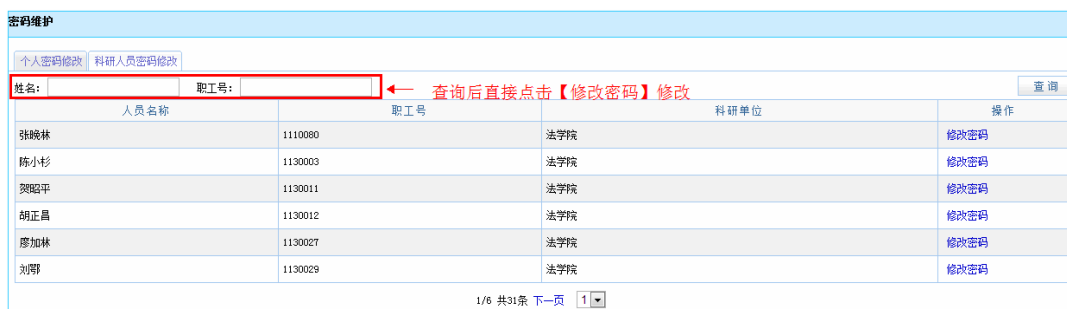 密码维护
个人密码修改 科研人员密码修改
姓名: 职工号: 查询后直接点击【修改密码】修改 查询
人员名称 职工号 科研单位 操作
张晚林 1110080 法学院 修改密码
陈小杉 1130003 法学院 修改密码
贺昭平 1130011 法学院 修改密码
胡正昌 1130012 法学院 修改密码
廖加林 1130027 法学院 修改密码
刘鄂 1130029 法学院 修改密码
1/6 共31条 下一页 1